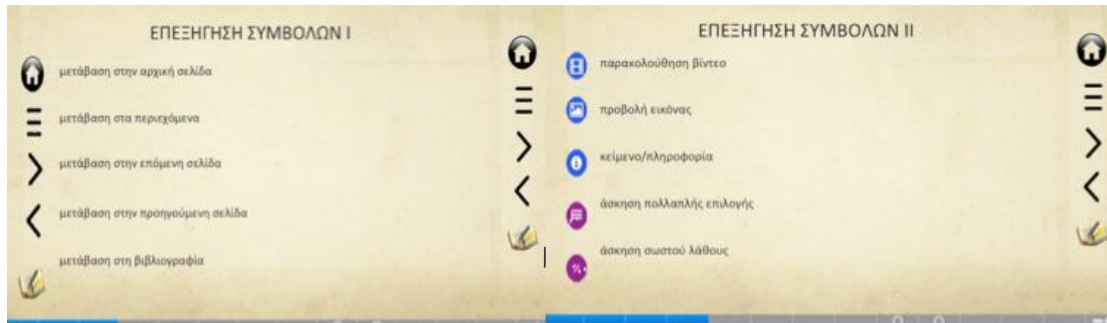 ΕΠΕΞΗΓΗΣΗ ΣΥΜΒΟΛΩΝ Ι
μετάβαση στην αρχική σελίδα
μετάβαση στα περιεχόμενα
μετάβαση στην επόμενη σελίδα
μετάβαση στην προηγούμενη σελίδα
μετάβαση στη βιβλιογραφία
ΕΠΕΞΗΓΗΣΗ ΣΥΜΒΟΛΩΝ ΙΙ
παρακολούθηση βίντεο
προβολή εικόνας
κείμενο/πληροφορία
άσκηση πολλαπλής επιλογής
άσκηση σωστού λάθους